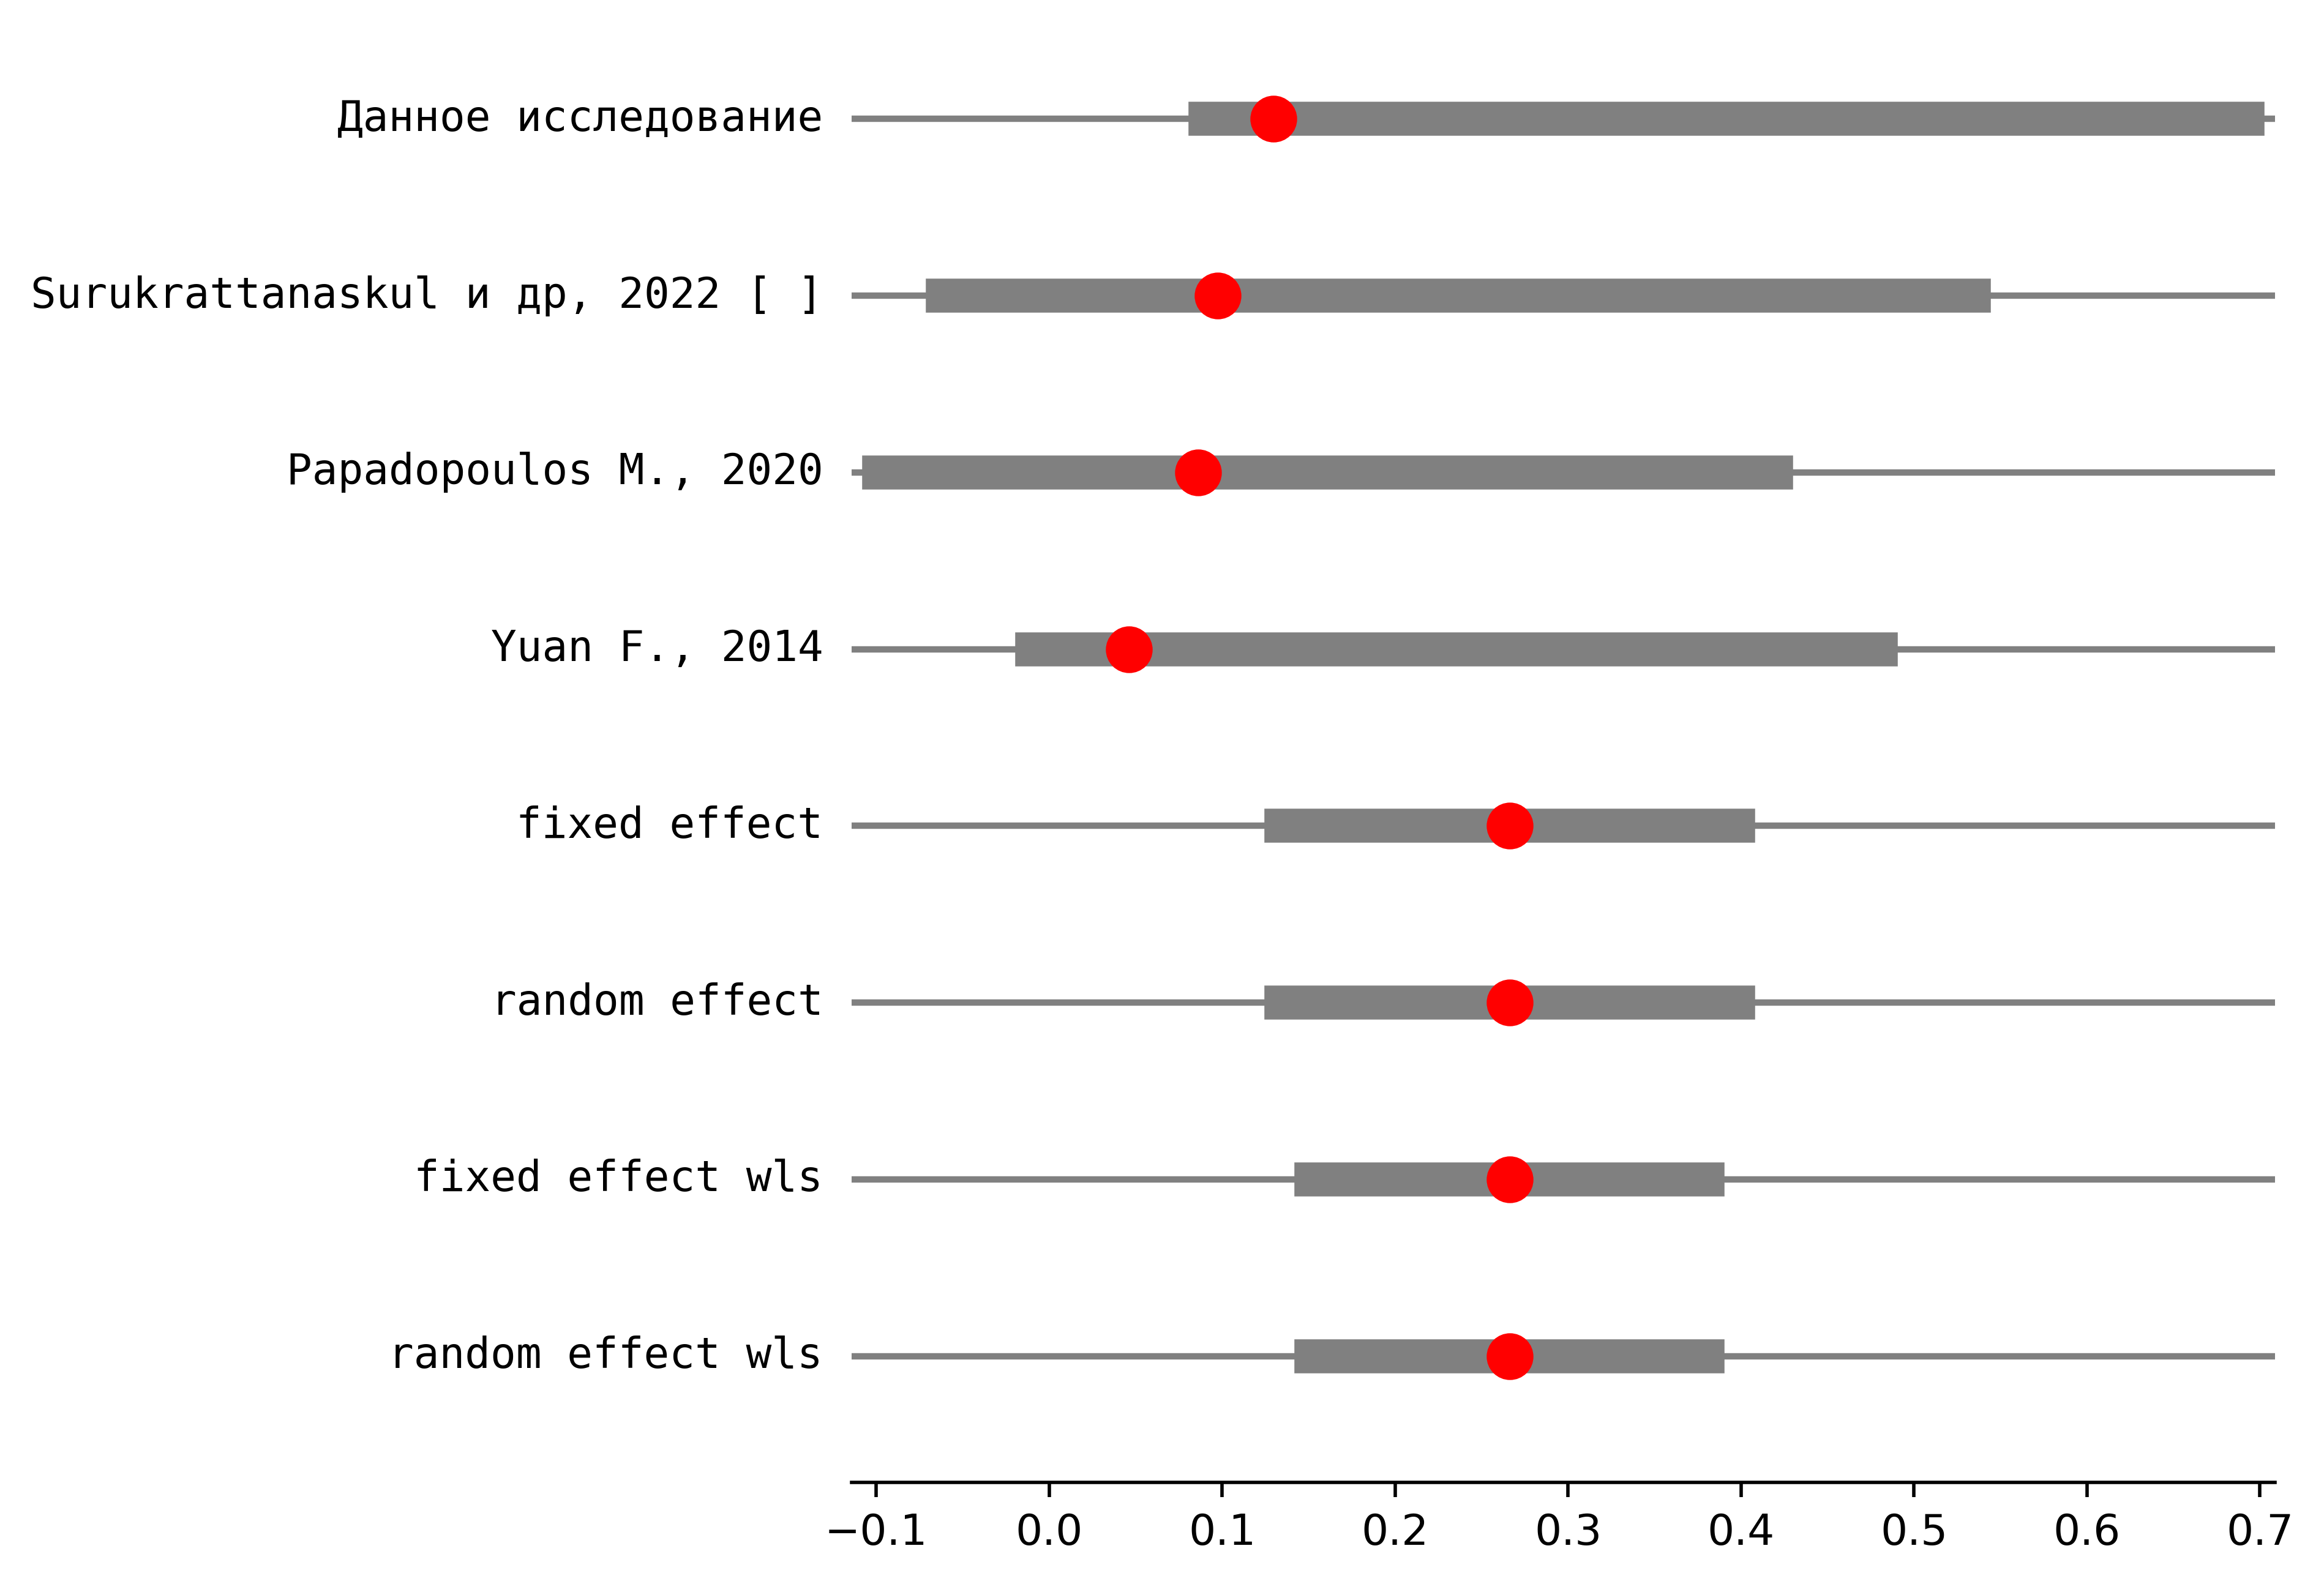 Данное исследование
Surukrattanaskul и др, 2022 [ ]
Papadopoulos M., 2020
Yuan F., 2014
fixed effect
random effect
fixed effect wls
random effect wls
−0.1 0.0 0.1 0.2 0.3 0.4 0.5 0.6 0.7